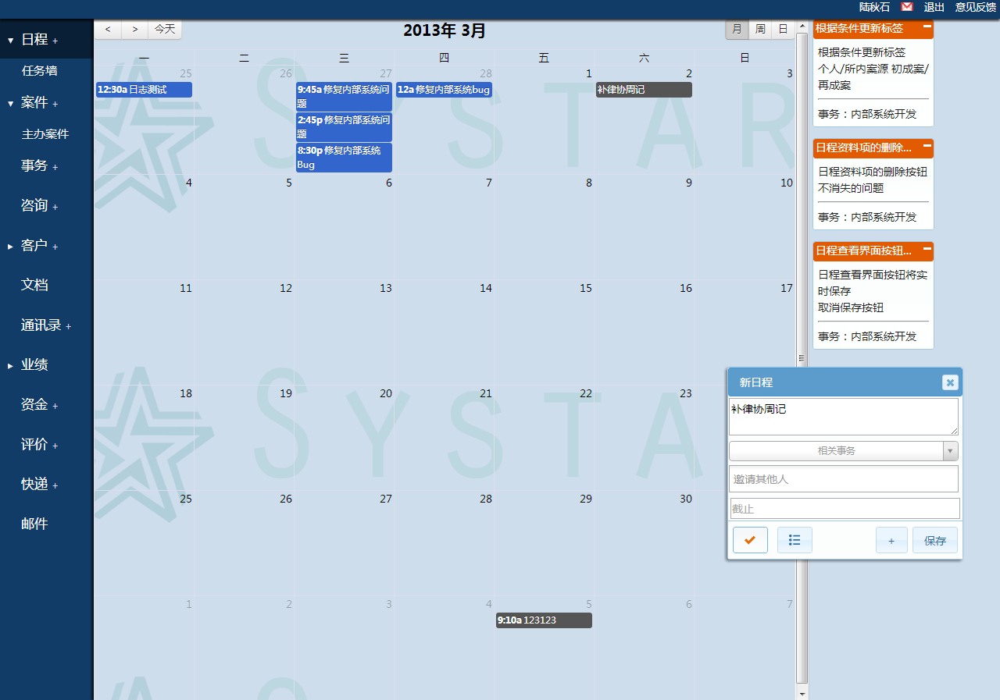 陆秋石 退出 意见反馈
日程 +
任务墙
案件 +
主办案件
事务 +
咨询 +
客户 +
文档
通讯录 +
业绩
资金 +
评价 +
快递 +
邮件
< > 今天
2013年 3月
月 周 日
一 二 三 四 五 六 日
25 26 27 28 1 2 3
12:30a 日志测试
9:45a 修复内部系统问
题
2:45p 修复内部系统问
题
8:30p 修复内部系统
Bug
12a 修复内部系统bug
补律协周记
4 5 6 7 8 9 10
11 12 13 14 15 16 17
18 19 20 21 22 23
25 26 27 28 29 30
1 2 3 4 5 6 7
9:10a 123123
SYSTAR
SYSTA
根据条件更新标签
根据条件更新标签
个人/所内案源 初成案/
再成案
事务：内部系统开发
日程资料项的删除...
日程资料项的删除按钮
不消失的问题
事务：内部系统开发
日程查看界面按钮...
日程查看界面按钮将实
时保存
取消保存按钮
事务：内部系统开发
新日程
补律协周记
相关事务
邀请其他人
截止
+ 保存